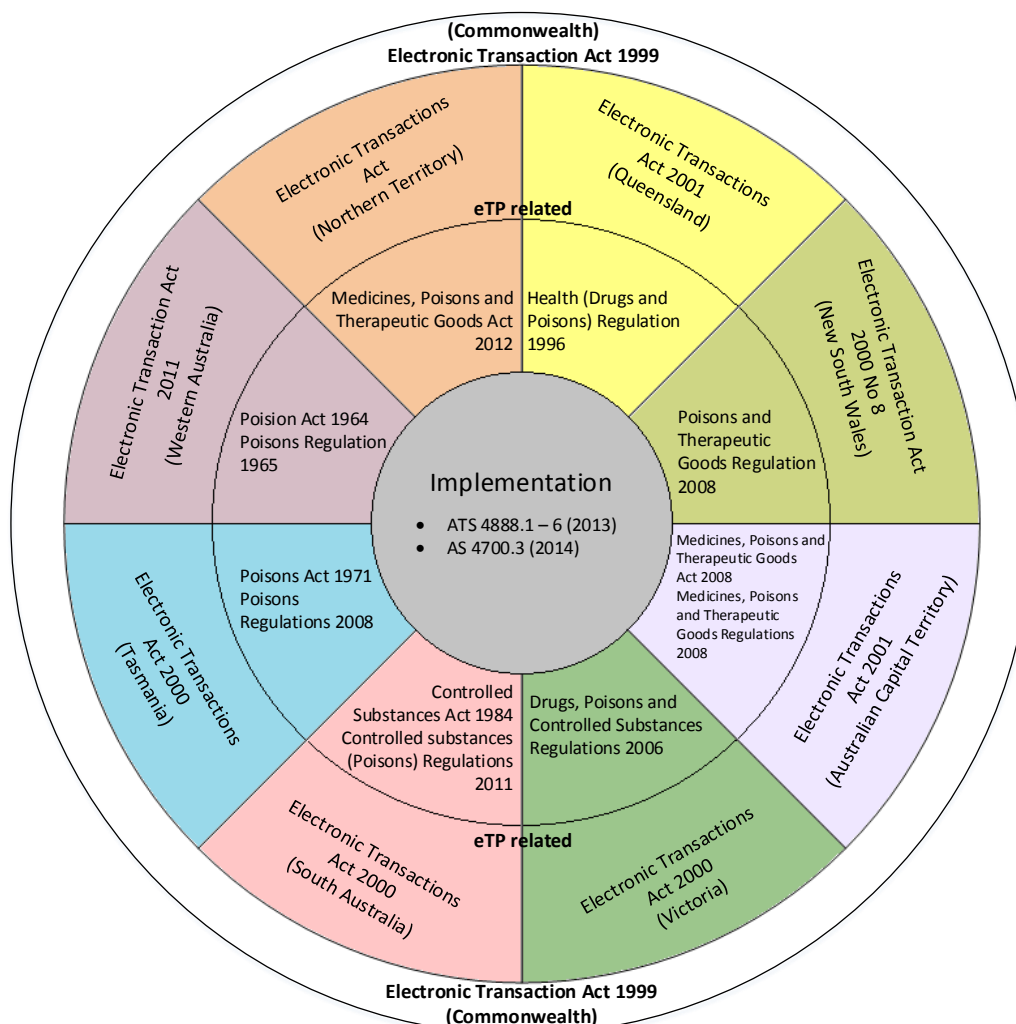 (Commonwealth)
Electronic Transaction Act 1999
Electronic Transactions
Act
(Northern Territory)
Electronic Transactions
Act 2001
(Queensland)
eTP related
Medicines, Poisons and
Therapeutic Goods Act
2012
Health (Drugs and
Poisons) Regulation
1996
Electronic Transaction Act
2011
(Western Australia)
Poision Act 1964
Poisons Regulation
1965
Electronic Transaction Act
2000 No 8
(New South Wales)
Poisons and
Therapeutic
Goods Regulation
2008
Implementation
• ATS 4888.1 – 6 (2013)
• AS 4700.3 (2014)
Electronic Transactions
Act 2000
(Tasmania)
Poisons Act 1971
Poisons
Regulations 2008
Medicines, Poisons and
Therapeutic Goods
Act 2008
Medicines, Poisons
and Therapeutic
Goods Regulations
2008
Electronic Transactions
Act 2001
(Australian Capital Territory)
Controlled
Substances Act 1984
Controlled substances
(Poisons) Regulations
2011
Drugs, Poisons and
Controlled Substances
Regulations 2006
eTP related
Electronic Transactions
Act 2000
(South Australia)
Electronic Transactions
Act 2000
(Victoria)
Electronic Transaction Act 1999
(Commonwealth)